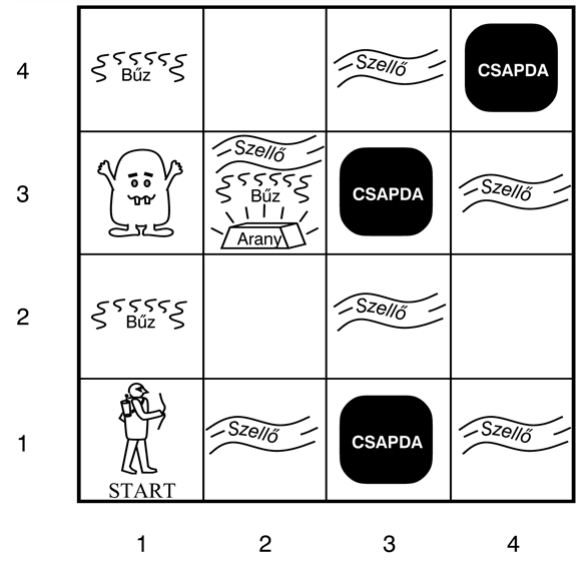 4
Bűz
Szellő
CSAPDA
3
Szellő
Bűz
Arany
CSAPDA
Szellő
2
Bűz
Szellő
1
START
Szellő
CSAPDA
Szellő
1 2 3 4